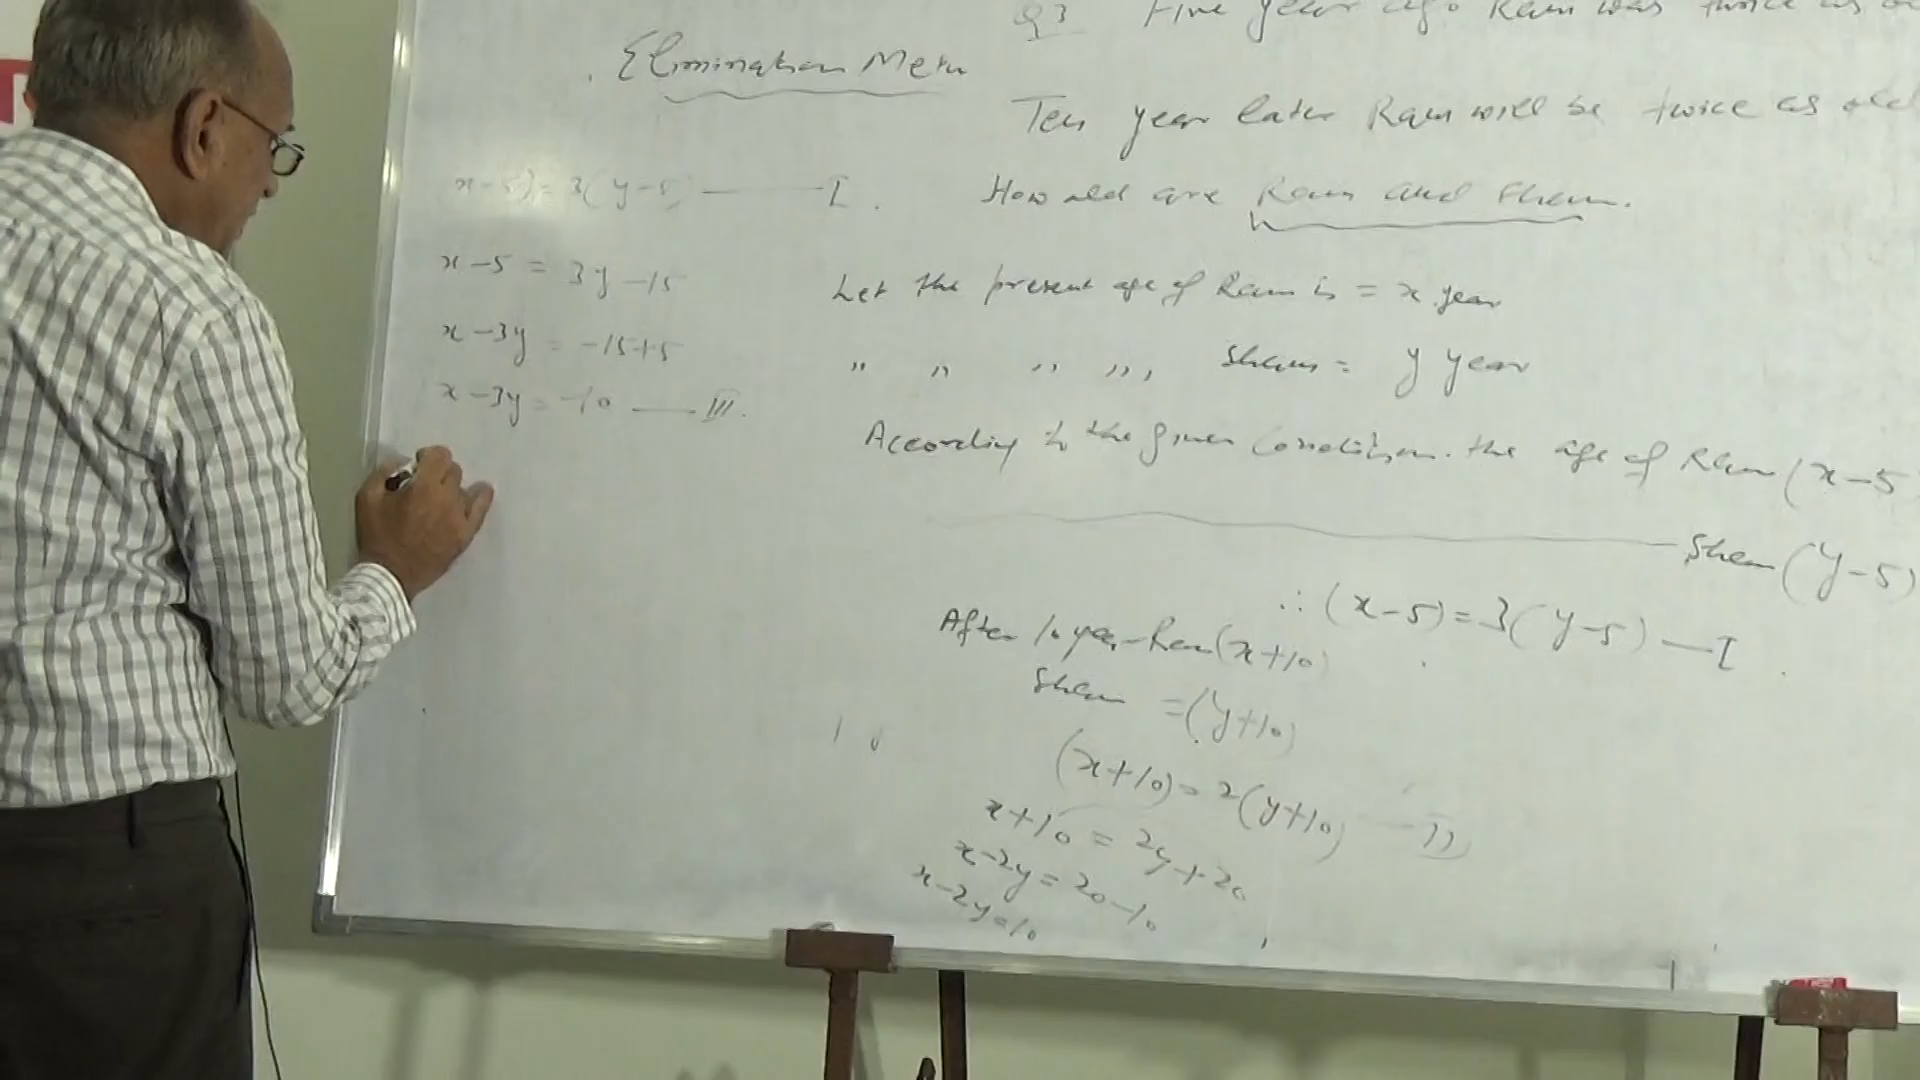 Elimination Meth
x-5) = 3(y-5) — I.
x-5 = 3y-15
x-3y = -15+5
x-3y = -10 — III.
Q3 Five year ago Ram was twice as
Ten year later Ram will be twice as old
How old are Ram and Sham.
Let the present age of Ram is = x year
" " " " , Sham = y year
According to the given condition. the age of Ram (x-5
Sham (y-5)
∴ (x-5) = 3(y-5) — I
After 10 year Ram (x+10)
Sham = (y+10)
(x+10) = 2(y+10) — II
x+10 = 2y+20
x-2y = 20-10
x-2y=10